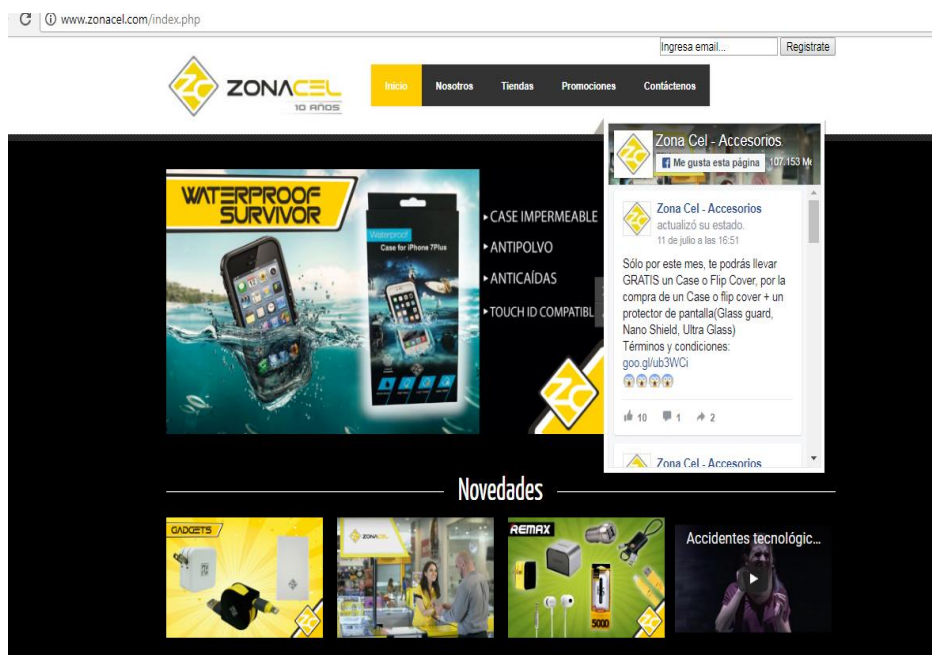 www.zonacel.com/index.php
Ingresa email...
Registrate
ZC
ZONACEL
10 AÑOS
Inicio
Nosotros
Tiendas
Promociones
Contáctenos
Zona Cel - Accesorios
Me gusta esta página
107.153 Me
WATERPROOF
SURVIVOR
Waterproof
Case for iPhone 7Plus
CASE IMPERMEABLE
ANTIPOLVO
ANTICAÍDAS
TOUCH ID COMPATIBL
ZC
Zona Cel - Accesorios
actualizó su estado.
11 de julio a las 16:51
Sólo por este mes, te podrás llevar
GRATIS un Case o Flip Cover, por la
compra de un Case o flip cover + un
protector de pantalla(Glass guard,
Nano Shield, Ultra Glass)
Términos y condiciones:
goo.gl/ub3WCi
10
1
2
Zona Cel - Accesorios
Novedades
GADGETS
ZC
ZONACEL
REMAX
5000
ZC
Accidentes tecnológic...